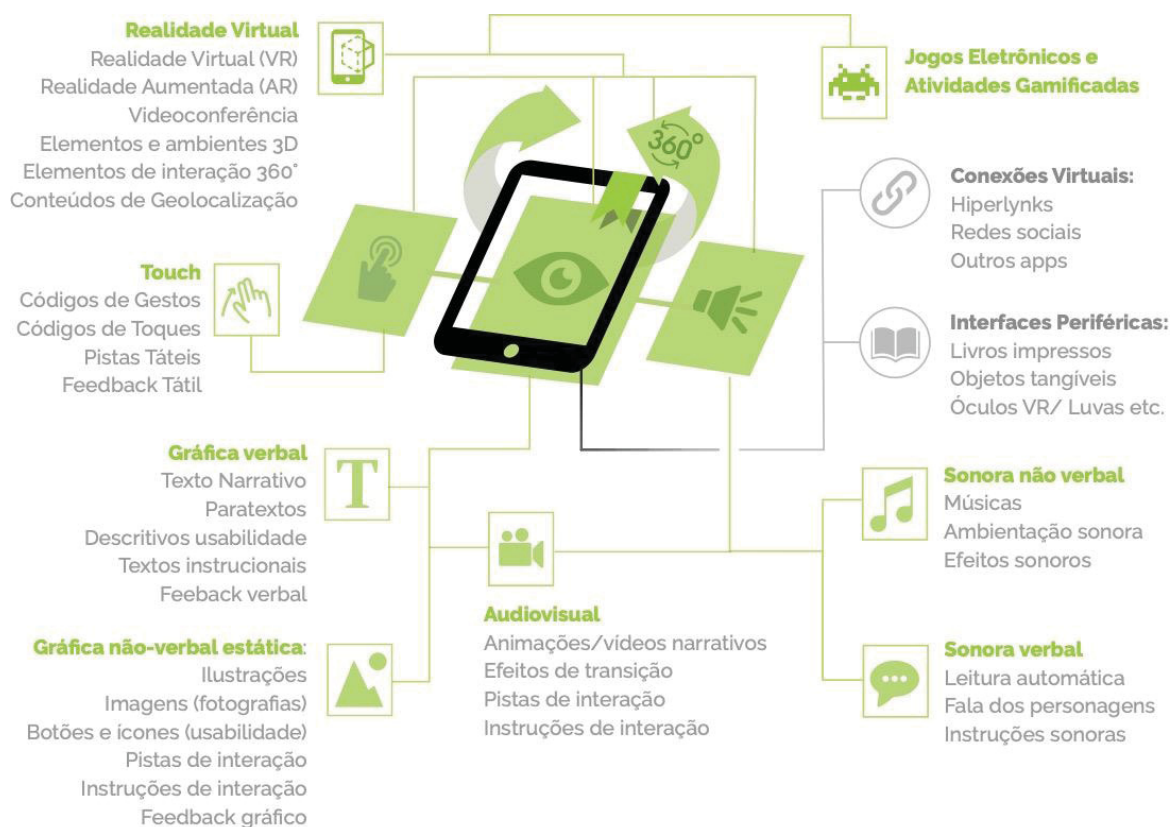 Realidade Virtual
Realidade Virtual (VR)
Realidade Aumentada (AR)
Videoconferência
Elementos e ambientes 3D
Elementos de interação 360°
Conteúdos de Geolocalização
Jogos Eletrônicos e
Atividades Gamificadas
360°
Conexões Virtuais:
Hiperlynks
Redes sociais
Outros apps
Touch
Códigos de Gestos
Códigos de Toques
Pistas Táteis
Feedback Tátil
Interfaces Periféricas:
Livros impressos
Objetos tangíveis
Óculos VR/ Luvas etc.
Gráfica verbal
Texto Narrativo
Paratextos
Descritivos usabilidade
Textos instrucionais
Feeback verbal
T
Sonora não verbal
Músicas
Ambientação sonora
Efeitos sonoros
Audiovisual
Animações/vídeos narrativos
Efeitos de transição
Pistas de interação
Instruções de interação
Gráfica não-verbal estática:
Ilustrações
Imagens (fotografias)
Botões e ícones (usabilidade)
Pistas de interação
Instruções de interação
Feedback gráfico
Sonora verbal
Leitura automática
Fala dos personagens
Instruções sonoras